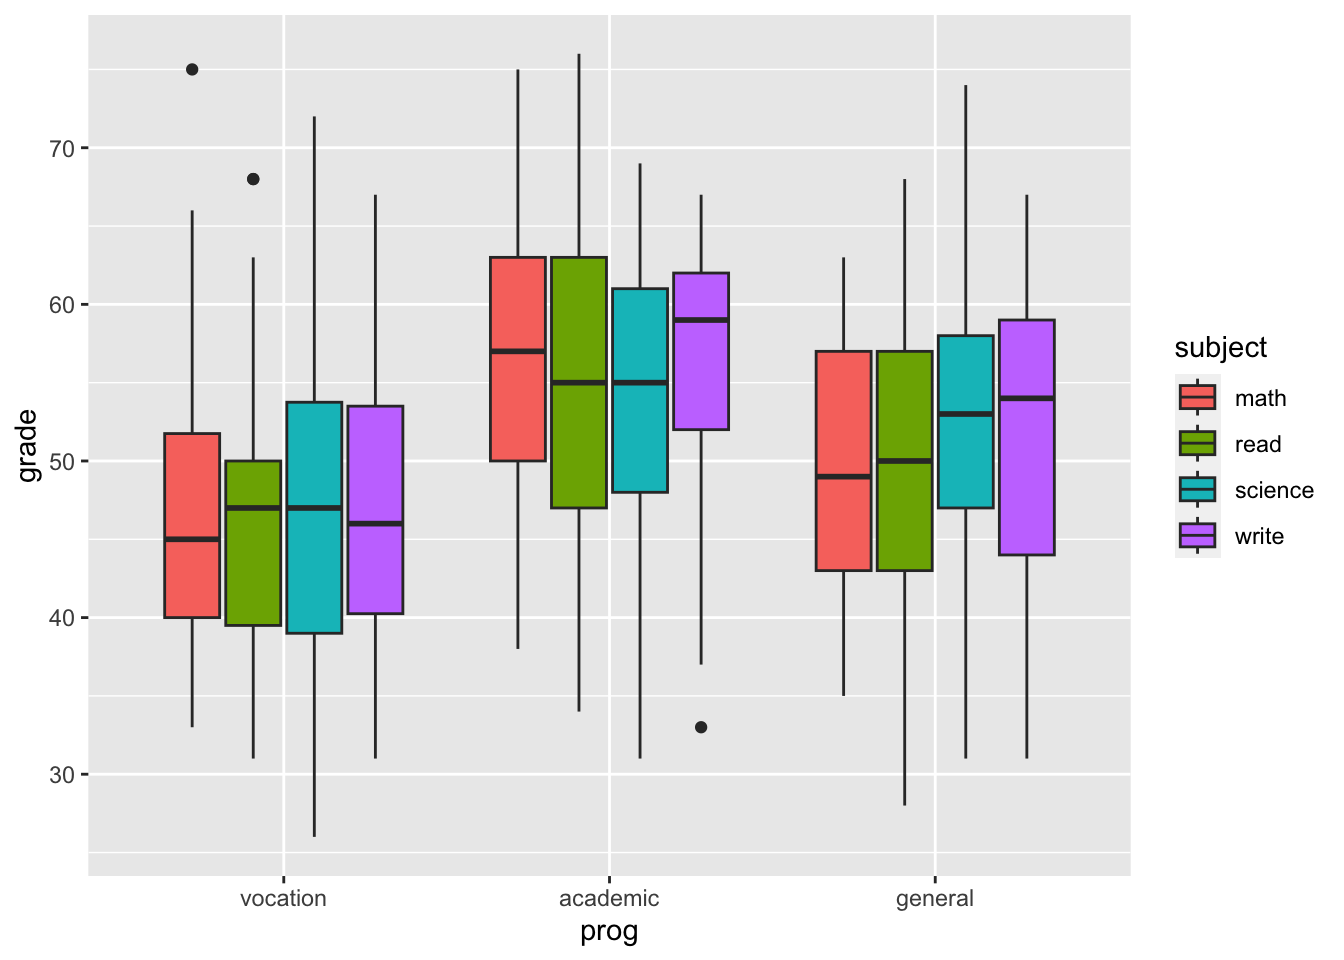 grade
70
60
50
40
30
vocation academic general
prog
subject
math
read
science
write